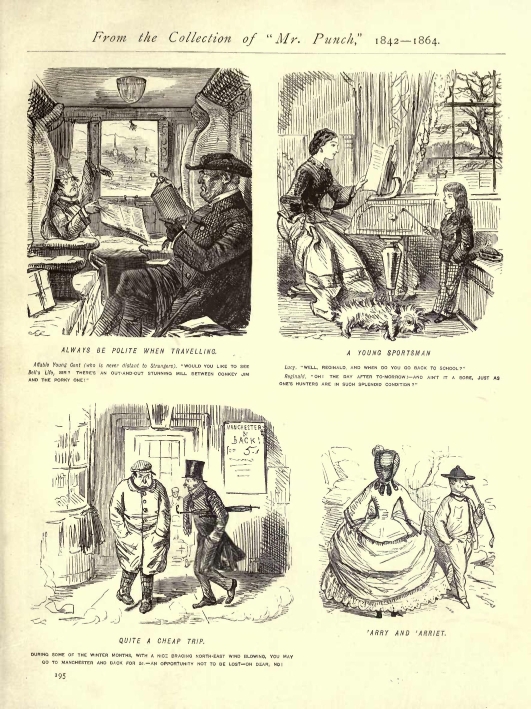 From the Collection of "Mr. Punch," 1842—1864.
ALWAYS BE POLITE WHEN TRAVELLING.
Affable Young Gent (who is never distant to Strangers). "WOULD YOU LIKE TO SEE
Bell's Life, SIR? THERE'S AN OUT-AND-OUT STUNNING MILL BETWEEN CONKEY JIM
AND THE PORKY ONE!"
A YOUNG SPORTSMAN
Lucy. "WELL, REGINALD, AND WHEN DO YOU GO BACK TO SCHOOL?"
Reginald. "OH! THE DAY AFTER TO-MORROW!—AND AIN'T IT A BORE, JUST AS
ONE'S HUNTERS ARE IN SUCH SPLENDID CONDITION?"
MANCHESTER
&
BACK!
5/
QUITE A CHEAP TRIP.
DURING SOME OF THE WINTER MONTHS, WITH A NICE BRACING NORTH-EAST WIND BLOWING, YOU MAY
GO TO MANCHESTER AND BACK FOR 5s.—AN OPPORTUNITY NOT TO BE LOST—OH DEAR, NO!
'ARRY AND 'ARRIET.
195